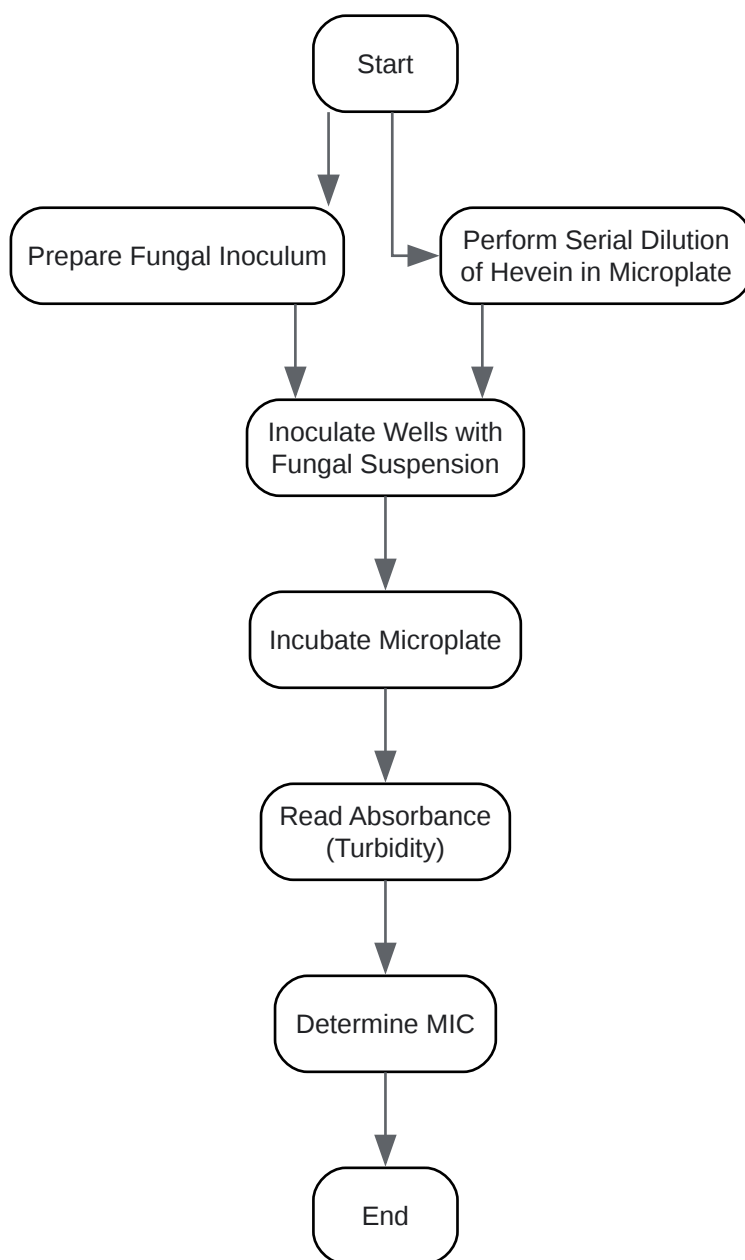 Start
Prepare Fungal Inoculum
Perform Serial Dilution
of Hevein in Microplate
Inoculate Wells with
Fungal Suspension
Incubate Microplate
Read Absorbance
(Turbidity)
Determine MIC
End